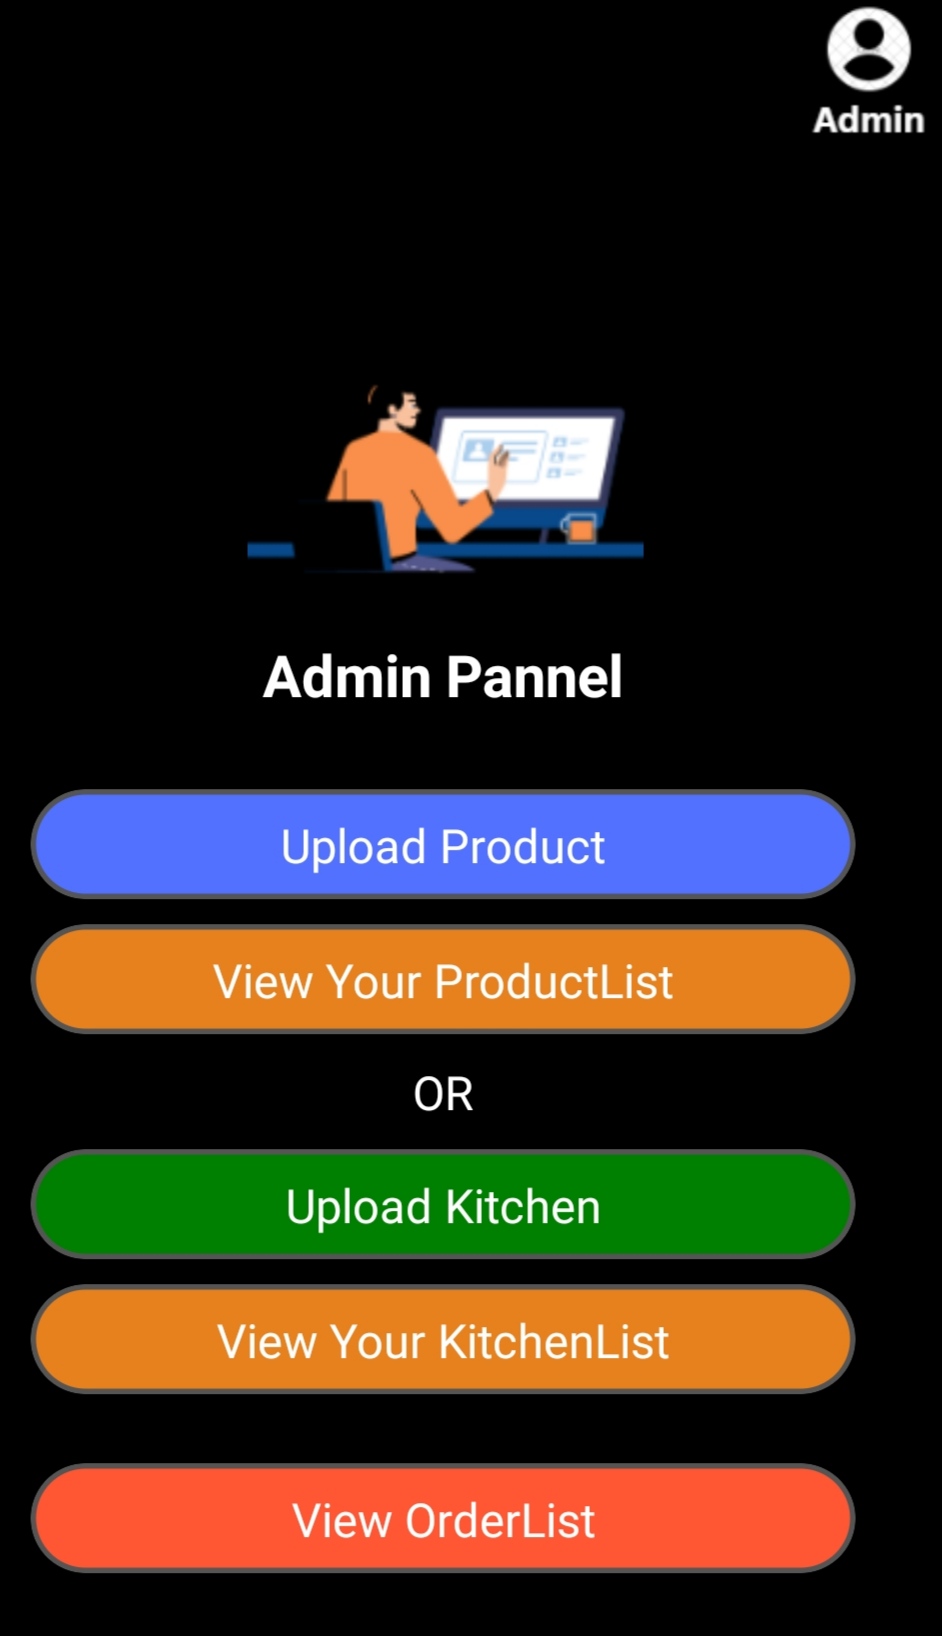 Admin
Admin Pannel
Upload Product
View Your ProductList
OR
Upload Kitchen
View Your KitchenList
View OrderList